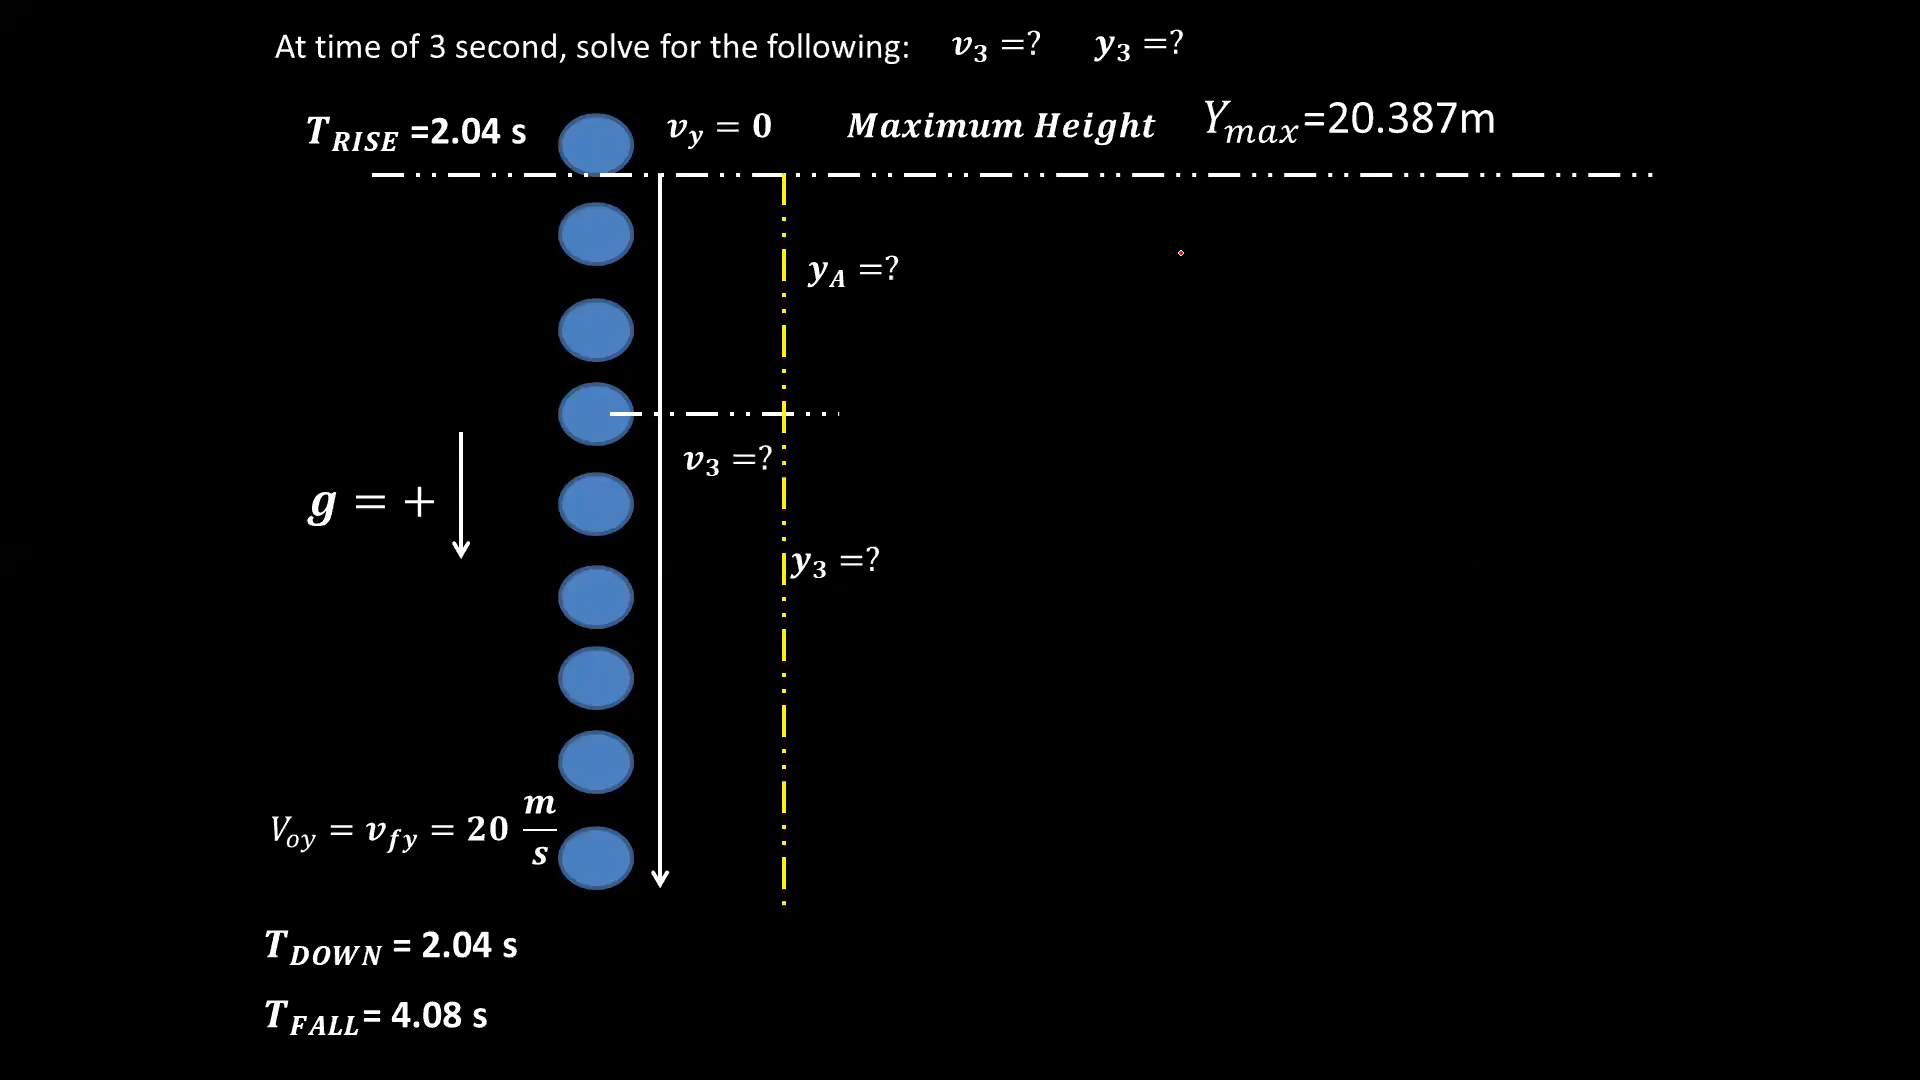 At time of 3 second, solve for the following: v₃ =? y₃ =?
T_RISE =2.04 s v_y = 0 Maximum Height Y_max=20.387m
y_A =?
v₃ =?
g = +
y₃ =?
V_oy = v_fy = 20 m/s
T_DOWN = 2.04 s
T_FALL= 4.08 s